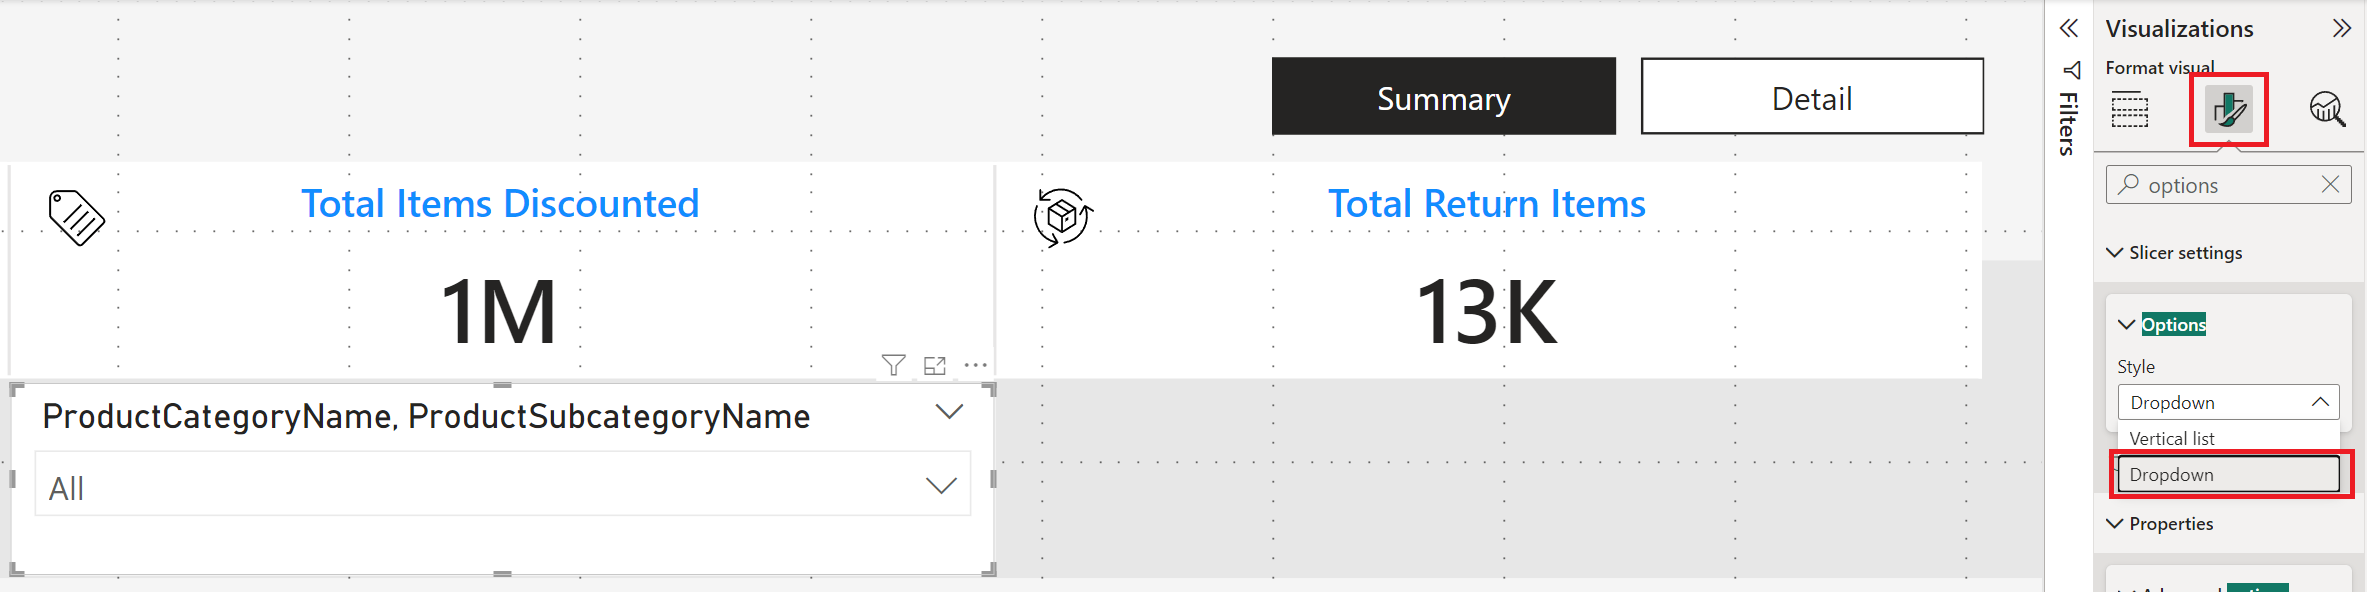 Summary
Detail
Total Items Discounted
1M
Total Return Items
13K
ProductCategoryName, ProductSubcategoryName
All
Filters
Visualizations
Format visual
options
Slicer settings
Options
Style
Dropdown
Vertical list
Dropdown
Properties